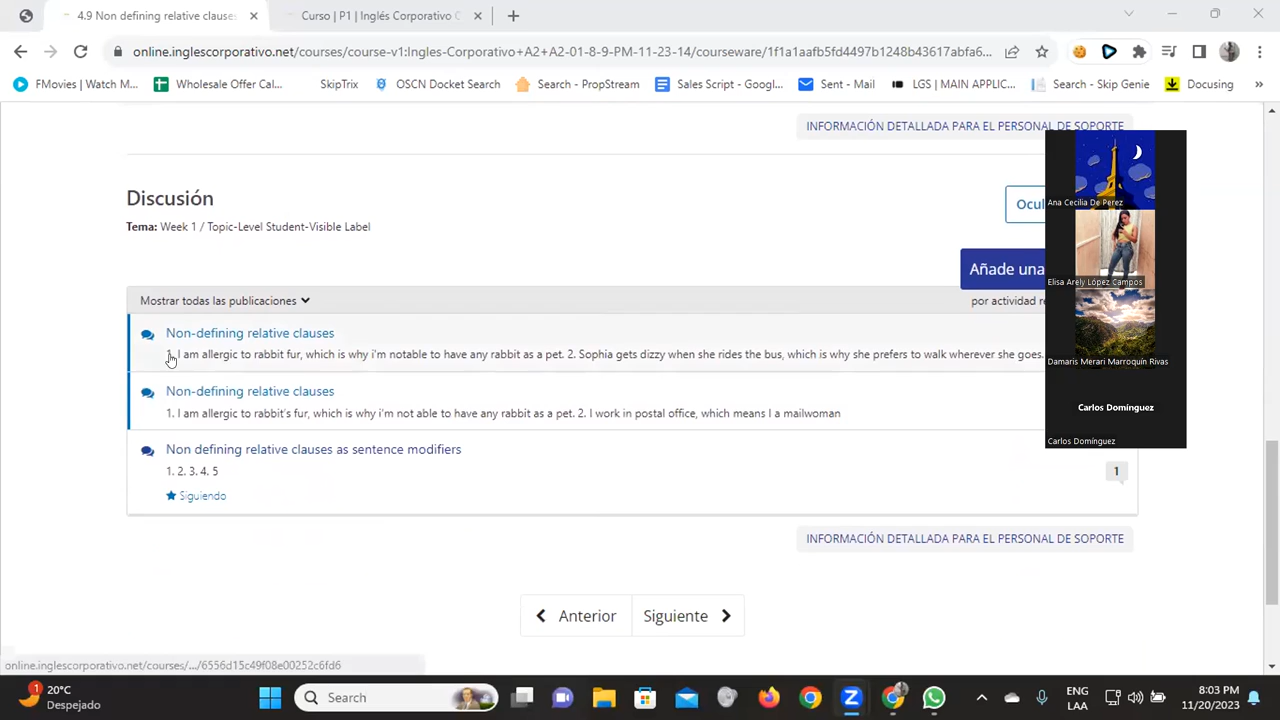 4.9 Non defining relative clauses
Curso | P1 | Inglés Corporativo C
online.inglescorporativo.net/courses/course-v1:Ingles-Corporativo+A2+A2-01-8-9-PM-11-23-14/courseware/1f1a1aafb5fd4497b1248b43617abfa6...
FMovies | Watch M...
Wholesale Offer Cal...
SkipTrix
OSCN Docket Search
Search - PropStream
Sales Script - Googl...
Sent - Mail
LGS | MAIN APPLIC...
Search - Skip Genie
Docusing
»
INFORMACIÓN DETALLADA PARA EL PERSONAL DE SOPORTE
Discusión
Ocul
Tema: Week 1 / Topic-Level Student-Visible Label
Añade una
Mostrar todas las publicaciones
por actividad re
Non-defining relative clauses
1. I am allergic to rabbit fur, which is why i'm notable to have any rabbit as a pet. 2. Sophia gets dizzy when she rides the bus, which is why she prefers to walk wherever she goes.
Non-defining relative clauses
1. I am allergic to rabbit's fur, which is why i'm not able to have any rabbit as a pet. 2. I work in postal office, which means I a mailwoman
Non defining relative clauses as sentence modifiers
1. 2. 3. 4. 5
1
Siguiendo
Ana Cecilia De Perez
Elisa Arely López Campos
Damaris Merari Marroquín Rivas
Carlos Domínguez
Carlos Domínguez
INFORMACIÓN DETALLADA PARA EL PERSONAL DE SOPORTE
Anterior
Siguiente
online.inglescorporativo.net/courses/.../6556d15c49f08e00252c6fd6
1
20°C
Despejado
Search
ENG
LAA
8:03 PM
11/20/2023